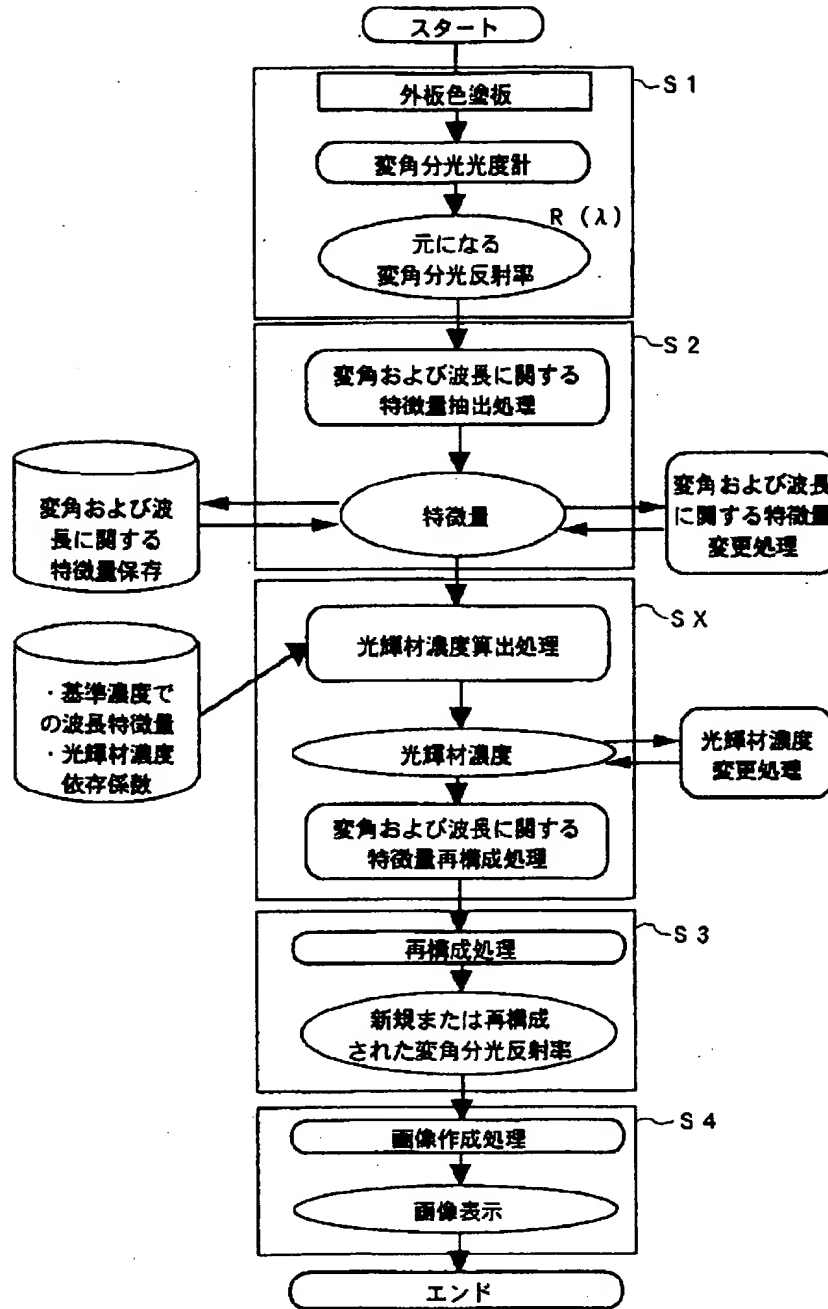 スタート
S1
外板色塗板
変角分光光度計
R(λ)
元になる
変角分光反射率
S2
変角および波長に関する
特徴量抽出処理
変角および波
長に関する
特徴量保存
特徴量
変角および波長
に関する特徴量
変更処理
SX
光輝材濃度算出処理
・基準濃度で
の波長特徴量
・光輝材濃度
依存係数
光輝材濃度
光輝材濃度
変更処理
変角および波長に関する
特徴量再構成処理
S3
再構成処理
新規または再構成
された変角分光反射率
S4
画像作成処理
画像表示
エンド